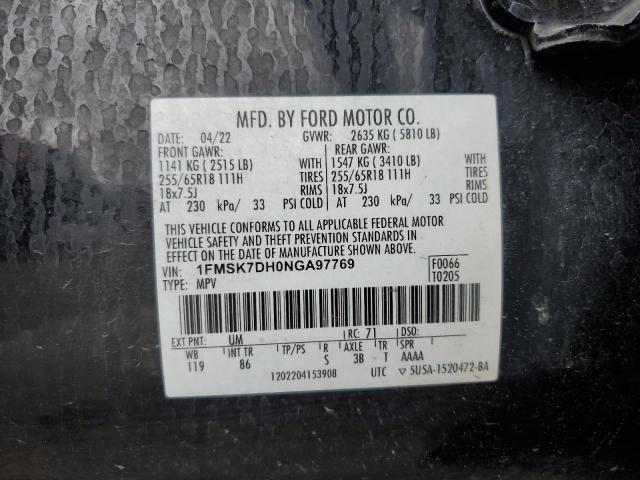 MFD. BY FORD MOTOR CO.
DATE: 04/22 GVWR: 2635 KG ( 5810 LB)
FRONT GAWR: REAR GAWR:
1141 KG ( 2515 LB) WITH 1547 KG ( 3410 LB) WITH
255/65R18 111H TIRES 255/65R18 111H TIRES
18x7.5J RIMS 18x7.5J RIMS
AT 230 kPa/ 33 PSI COLD AT 230 kPa/ 33 PSI COLD
THIS VEHICLE CONFORMS TO ALL APPLICABLE FEDERAL MOTOR
VEHICLE SAFETY AND THEFT PREVENTION STANDARDS IN
EFFECT ON THE DATE OF MANUFACTURE SHOWN ABOVE.
VIN: 1FMSK7DH0NGA97769 F0066
TYPE: MPV T0205
EXT PNT: UM RC: 71 DSO:
WB INT TR TP/PS R AXLE TR SPR
119 86 S 3B T AAAA
1202204153908 UTC ▽ 5U5A-1520472-BA